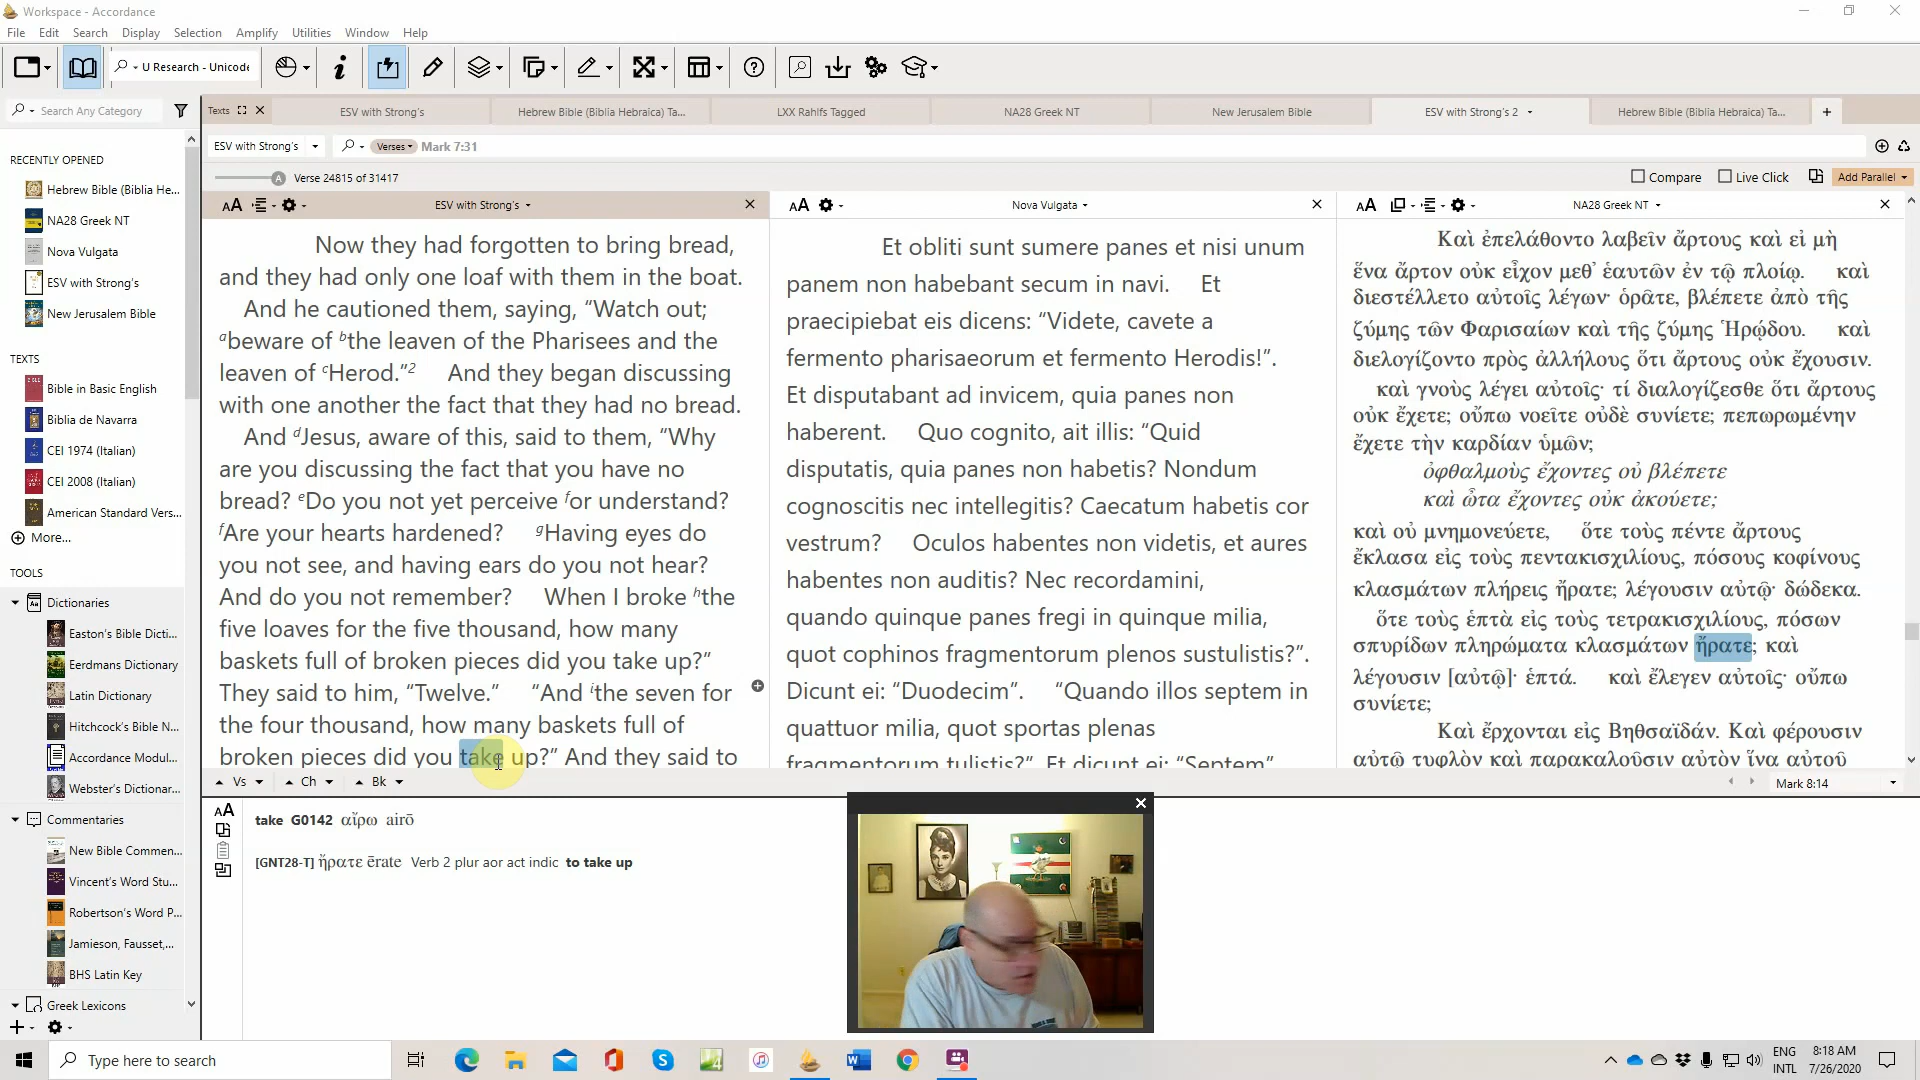 Workspace - Accordance
File Edit Search Display Selection Amplify Utilities Window Help
U Research - Unicode
Search Any Category
Texts
ESV with Strong's
Hebrew Bible (Biblia Hebraica) Ta...
LXX Rahlfs Tagged
NA28 Greek NT
New Jerusalem Bible
ESV with Strong's 2
Hebrew Bible (Biblia Hebraica) Ta...
ESV with Strong's
Verses
Mark 7:31
Verse 24815 of 31417
Compare
Live Click
Add Parallel
RECENTLY OPENED
Hebrew Bible (Biblia He...
NA28 Greek NT
Nova Vulgata
ESV with Strong's
New Jerusalem Bible
TEXTS
Bible in Basic English
Biblia de Navarra
CEI 1974 (Italian)
CEI 2008 (Italian)
American Standard Vers...
More...
TOOLS
Dictionaries
Easton's Bible Dicti...
Eerdmans Dictionary
Latin Dictionary
Hitchcock's Bible N...
Accordance Modul...
Webster's Dictionar...
Commentaries
New Bible Commen...
Vincent's Word Stu...
Robertson's Word P...
Jamieson, Fausset,...
BHS Latin Key
Greek Lexicons
ESV with Strong's
Now they had forgotten to bring bread,
and they had only one loaf with them in the boat.
And he cautioned them, saying, “Watch out;
ᵃbeware of ᵇthe leaven of the Pharisees and the
leaven of ᶜHerod.”² And they began discussing
with one another the fact that they had no bread.
And ᵈJesus, aware of this, said to them, “Why
are you discussing the fact that you have no
bread? ᵉDo you not yet perceive ᶠor understand?
ᶠAre your hearts hardened? ᵍHaving eyes do
you not see, and having ears do you not hear?
And do you not remember? When I broke ʰthe
five loaves for the five thousand, how many
baskets full of broken pieces did you take up?”
They said to him, “Twelve.” “And ⁱthe seven for
the four thousand, how many baskets full of
broken pieces did you take up?” And they said to
Nova Vulgata
Et obliti sunt sumere panes et nisi unum
panem non habebant secum in navi. Et
praecipiebat eis dicens: “Videte, cavete a
fermento pharisaeorum et fermento Herodis!”.
Et disputabant ad invicem, quia panes non
haberent. Quo cognito, ait illis: “Quid
disputatis, quia panes non habetis? Nondum
cognoscitis nec intellegitis? Caecatum habetis cor
vestrum? Oculos habentes non videtis, et aures
habentes non auditis? Nec recordamini,
quando quinque panes fregi in quinque milia,
quot cophinos fragmentorum plenos sustulistis?”.
Dicunt ei: “Duodecim”. “Quando illos septem in
quattuor milia, quot sportas plenas
fragmentorum tulistis?” Et dicunt ei: “Septem”
NA28 Greek NT
Καὶ ἐπελάθοντο λαβεῖν ἄρτους καὶ εἰ μὴ
ἕνα ἄρτον οὐκ εἶχον μεθ’ ἑαυτῶν ἐν τῷ πλοίῳ. καὶ
διεστέλλετο αὐτοῖς λέγων· ὁρᾶτε, βλέπετε ἀπὸ τῆς
ζύμης τῶν Φαρισαίων καὶ τῆς ζύμης Ἡρῴδου. καὶ
διελογίζοντο πρὸς ἀλλήλους ὅτι ἄρτους οὐκ ἔχουσιν.
καὶ γνοὺς λέγει αὐτοῖς· τί διαλογίζεσθε ὅτι ἄρτους
οὐκ ἔχετε; οὔπω νοεῖτε οὐδὲ συνίετε; πεπωρωμένην
ἔχετε τὴν καρδίαν ὑμῶν;
ὀφθαλμοὺς ἔχοντες οὐ βλέπετε
καὶ ὦτα ἔχοντες οὐκ ἀκούετε;
καὶ οὐ μνημονεύετε, ὅτε τοὺς πέντε ἄρτους
ἔκλασα εἰς τοὺς πεντακισχιλίους, πόσους κοφίνους
κλασμάτων πλήρεις ἤρατε; λέγουσιν αὐτῷ· δώδεκα.
ὅτε τοὺς ἑπτὰ εἰς τοὺς τετρακισχιλίους, πόσων
σπυρίδων πληρώματα κλασμάτων ἤρατε; καὶ
λέγουσιν [αὐτῷ]· ἑπτά. καὶ ἔλεγεν αὐτοῖς· οὔπω
συνίετε;
Καὶ ἔρχονται εἰς Βηθσαϊδάν. Καὶ φέρουσιν
αὐτῷ τυφλὸν καὶ παρακαλοῦσιν αὐτὸν ἵνα αὐτοῦ
Vs Ch Bk
Mark 8:14
take G0142 αἴρω airō
[GNT28-T] ἤρατε ērate Verb 2 plur aor act indic to take up
Type here to search
ENG
INTL
8:18 AM
7/26/2020